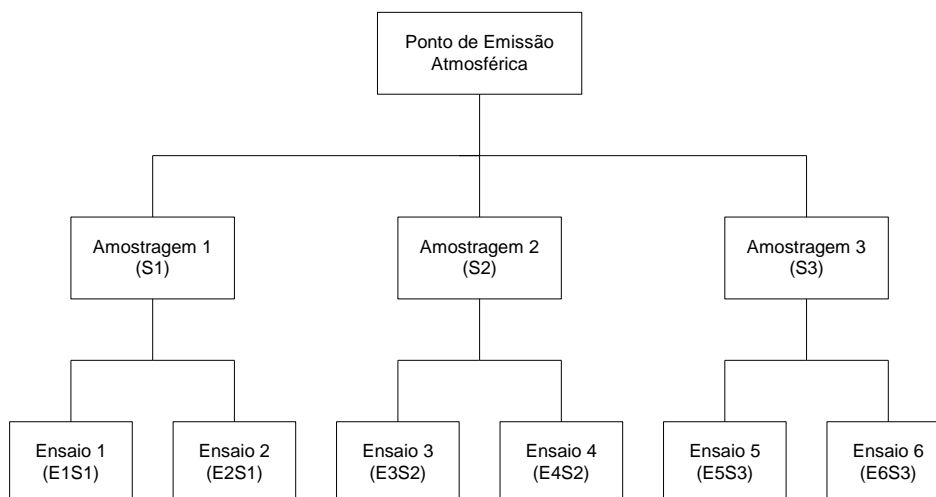 Ponto de Emissão
Atmosférica
Amostragem 1
(S1)
Amostragem 2
(S2)
Amostragem 3
(S3)
Ensaio 1
(E1S1)
Ensaio 2
(E2S1)
Ensaio 3
(E3S2)
Ensaio 4
(E4S2)
Ensaio 5
(E5S3)
Ensaio 6
(E6S3)